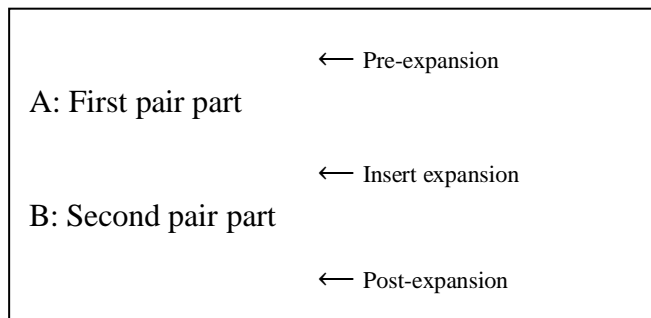 ← Pre-expansion
A: First pair part
← Insert expansion
B: Second pair part
← Post-expansion